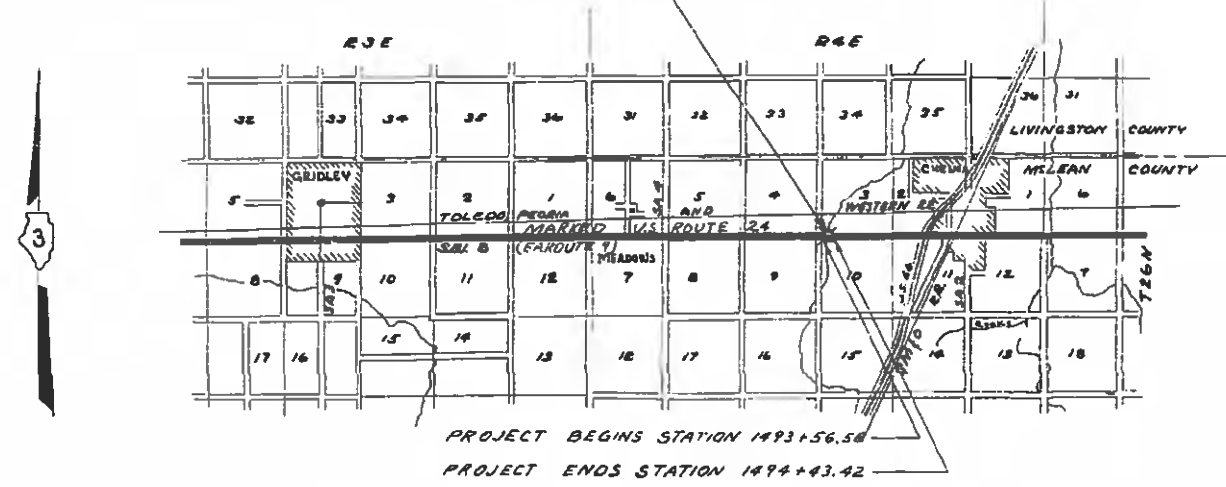 R3E R4E
32 33 34 35 36 31 32 33 34 35 36 31
LIVINGSTON COUNTY
GRIDLEY McLEAN COUNTY
5 3 2 1 6 5 4 3 2 1 6
TOLEDO PEORIA AND WESTERN RR
MARKED U.S. ROUTE 24
S.B.I. 8 (F.A. ROUTE 9)
MEADOWS
8 9 10 11 12 7 8 9 10 11 12 7
T26N
3
17 16 15 14 13 18 17 16 15 14 13 18
PROJECT BEGINS STATION 1493+56.58
PROJECT ENDS STATION 1494+43.42